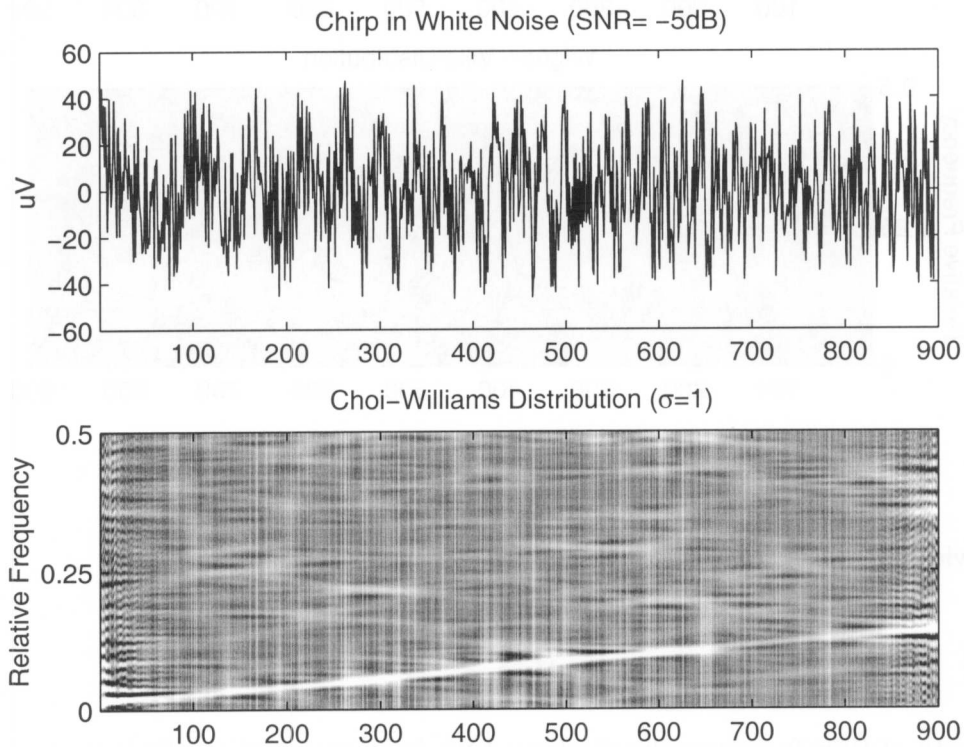 Chirp in White Noise (SNR= −5dB)
60
40
20
0
−20
−40
−60
uV
100 200 300 400 500 600 700 800 900
Choi−Williams Distribution (σ=1)
0.5
0.25
0
Relative Frequency
100 200 300 400 500 600 700 800 900